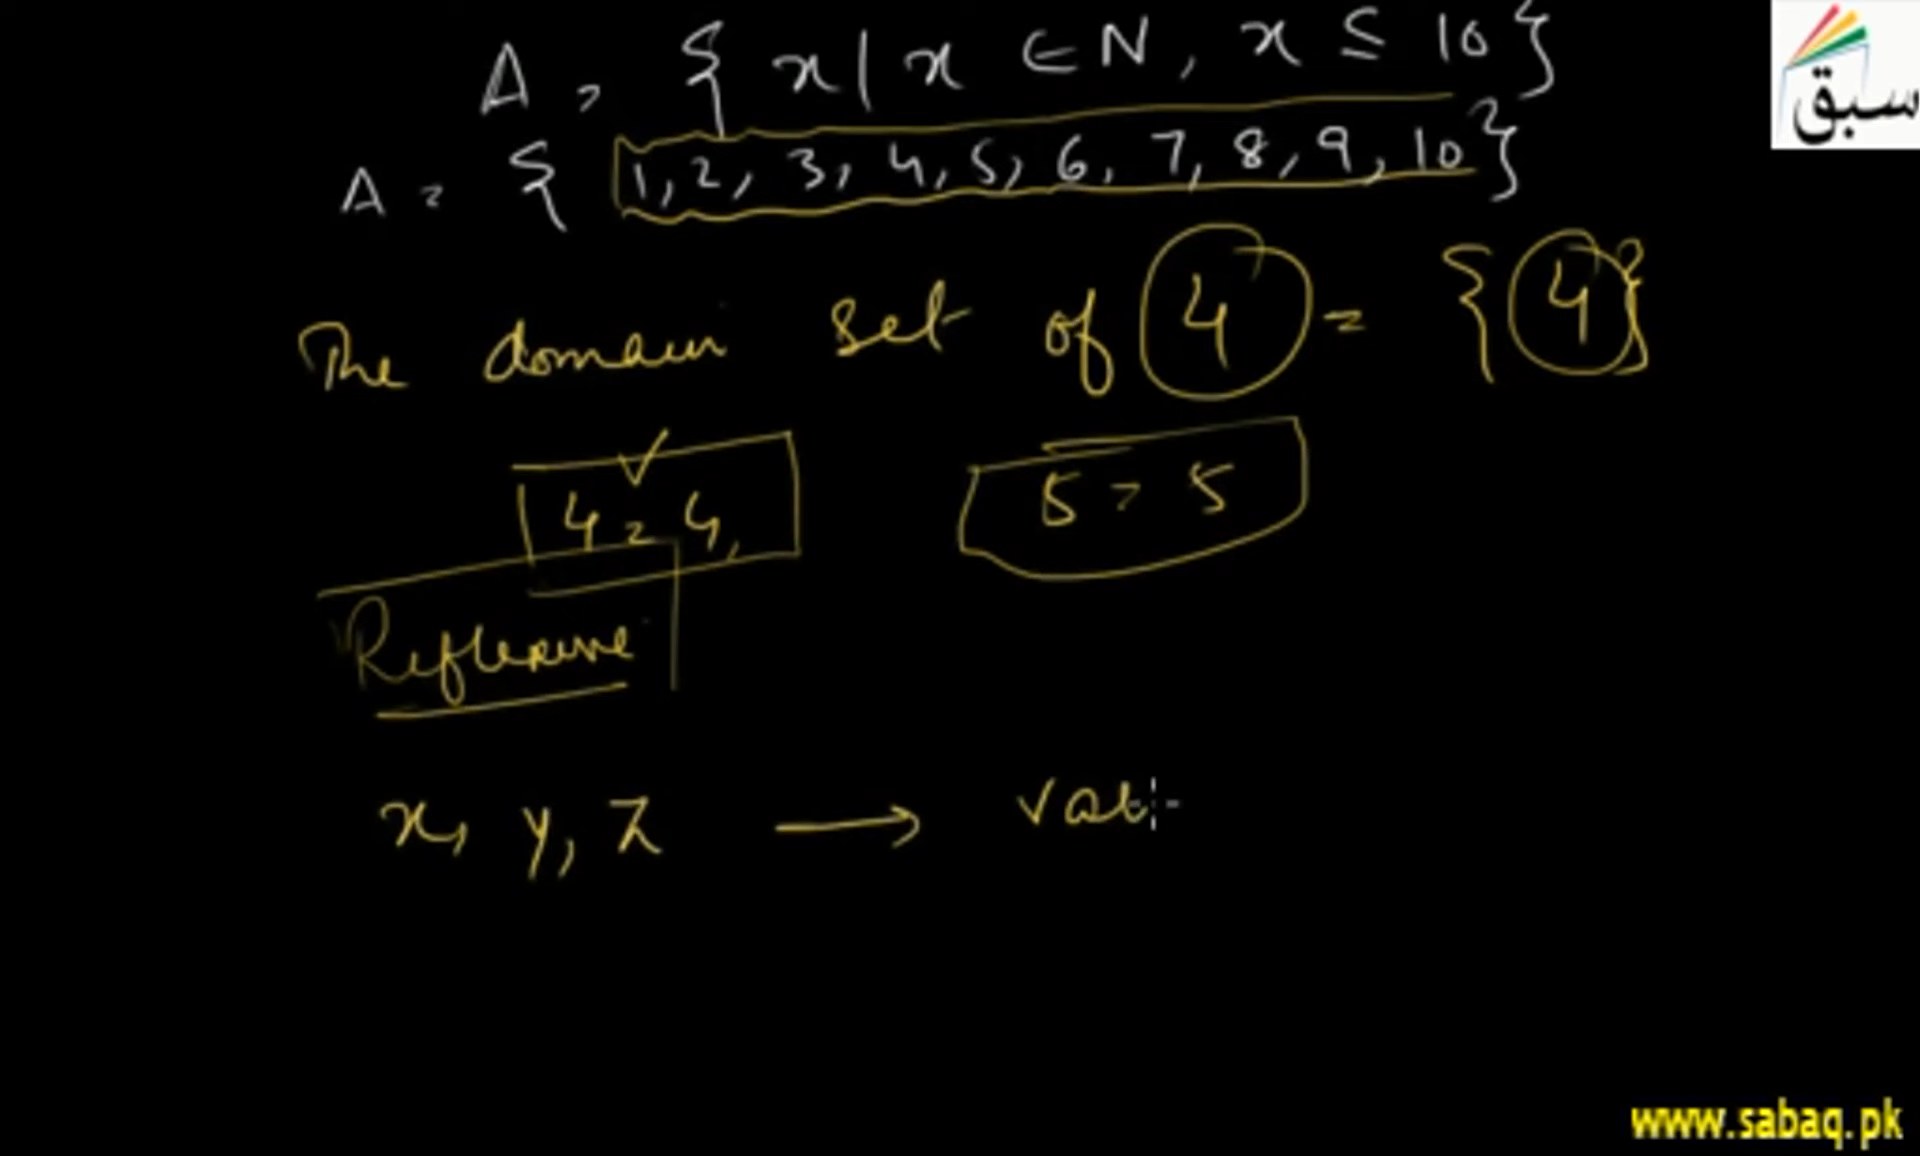 A = { x | x ∈ N, x ≤ 10 }
سبق
A = { 1, 2, 3, 4, 5, 6, 7, 8, 9, 10 }
The domain set of 4 = { 4 }
4 = 4, 5 = 5
Reflexive
x, y, z → val
www.sabaq.pk